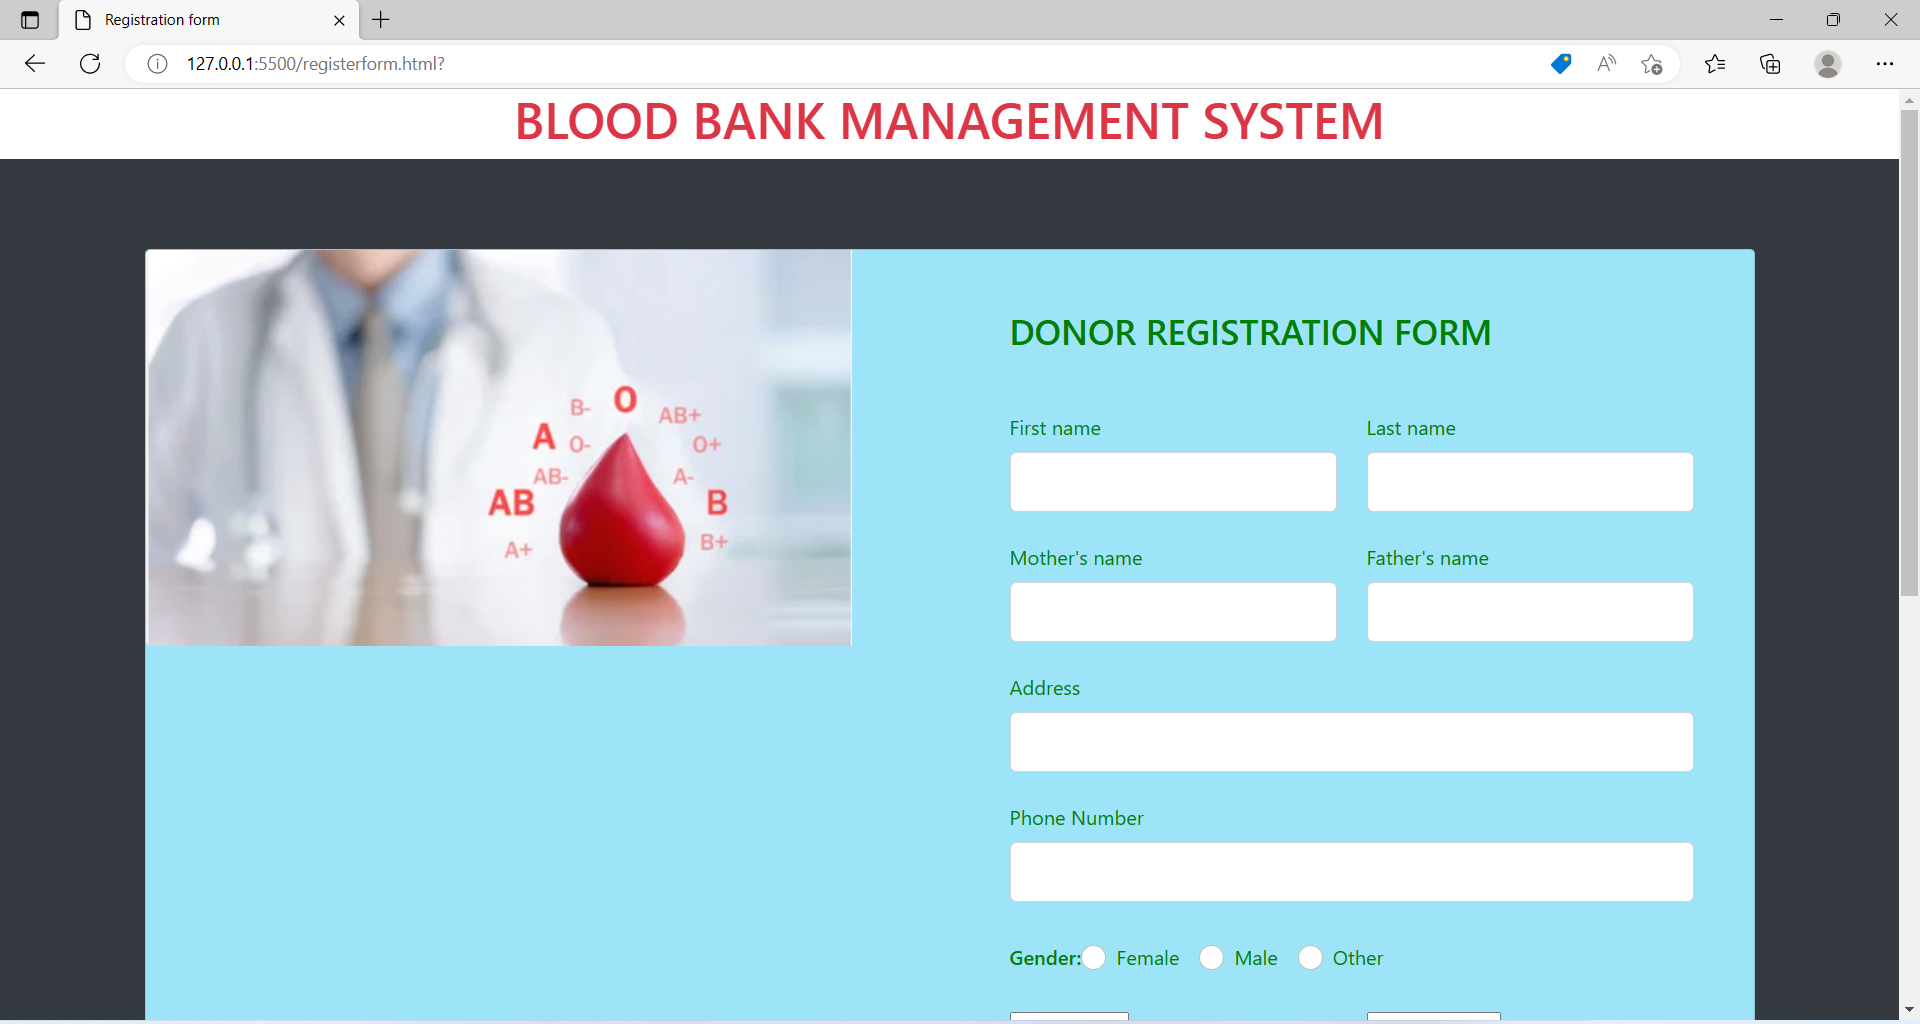 Registration form
127.0.0.1:5500/registerform.html?
BLOOD BANK MANAGEMENT SYSTEM
B- O AB+
A O- O+
AB- A-
AB B
A+ B+
DONOR REGISTRATION FORM
First name Last name
Mother's name Father's name
Address
Phone Number
Gender: Female Male Other